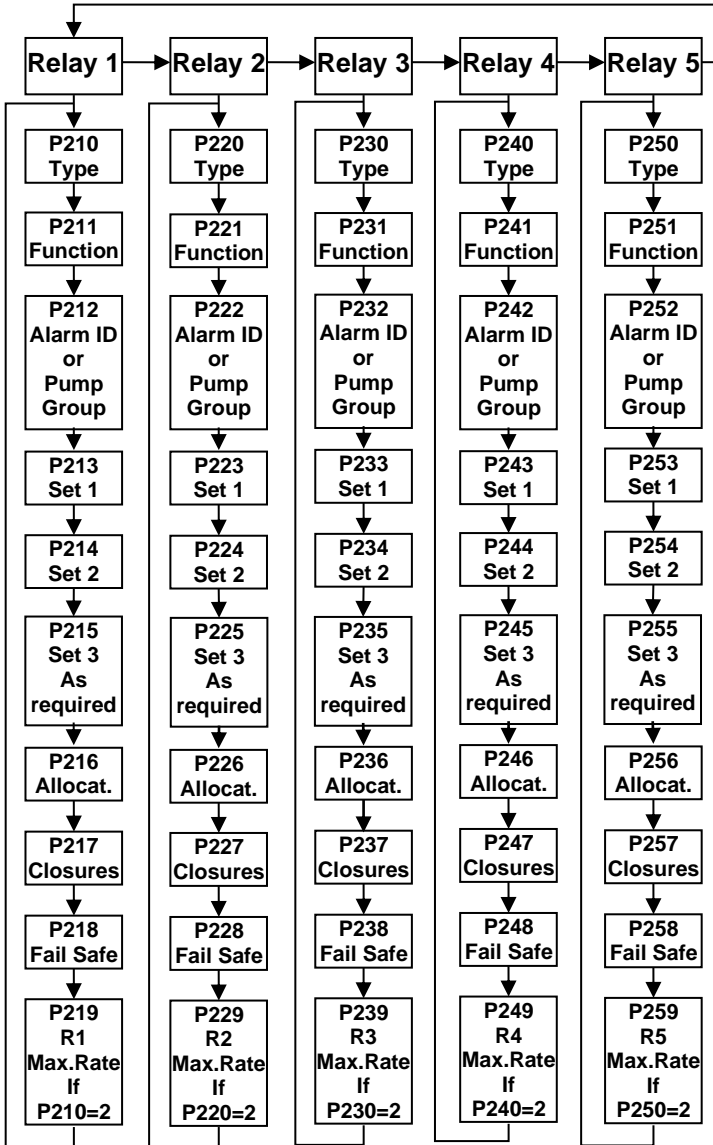 Relay 1
Relay 2
Relay 3
Relay 4
Relay 5
P210
Type
P211
Function
P212
Alarm ID
or
Pump
Group
P213
Set 1
P214
Set 2
P215
Set 3
As
required
P216
Allocat.
P217
Closures
P218
Fail Safe
P219
R1
Max.Rate
If
P210=2
P220
Type
P221
Function
P222
Alarm ID
or
Pump
Group
P223
Set 1
P224
Set 2
P225
Set 3
As
required
P226
Allocat.
P227
Closures
P228
Fail Safe
P229
R2
Max.Rate
If
P220=2
P230
Type
P231
Function
P232
Alarm ID
or
Pump
Group
P233
Set 1
P234
Set 2
P235
Set 3
As
required
P236
Allocat.
P237
Closures
P238
Fail Safe
P239
R3
Max.Rate
If
P230=2
P240
Type
P241
Function
P242
Alarm ID
or
Pump
Group
P243
Set 1
P244
Set 2
P245
Set 3
As
required
P246
Allocat.
P247
Closures
P248
Fail Safe
P249
R4
Max.Rate
If
P240=2
P250
Type
P251
Function
P252
Alarm ID
or
Pump
Group
P253
Set 1
P254
Set 2
P255
Set 3
As
required
P256
Allocat.
P257
Closures
P258
Fail Safe
P259
R5
Max.Rate
If
P250=2